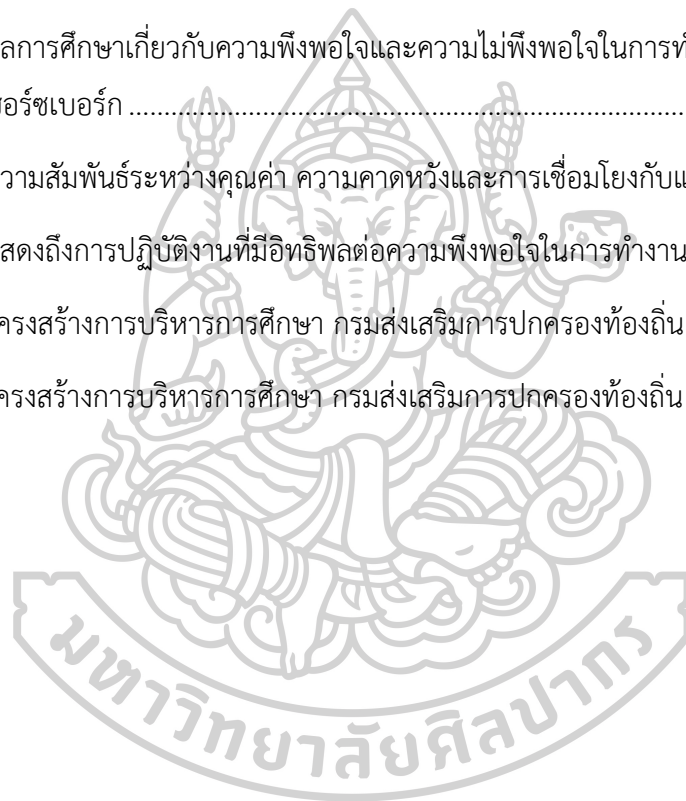 ลการศึกษาเกี่ยวกับความพึงพอใจและความไม่พึงพอใจในการทำ
ฮอร์ซเบอร์ก ................................................................................
วามสัมพันธ์ระหว่างคุณค่า ความคาดหวังและการเชื่อมโยงกับแ
สดงถึงการปฏิบัติงานที่มีอิทธิพลต่อความพึงพอใจในการทำงาน
ครงสร้างการบริหารการศึกษา กรมส่งเสริมการปกครองท้องถิ่น
ครงสร้างการบริหารการศึกษา กรมส่งเสริมการปกครองท้องถิ่น
มหาวิทยาลัยศิลปากร